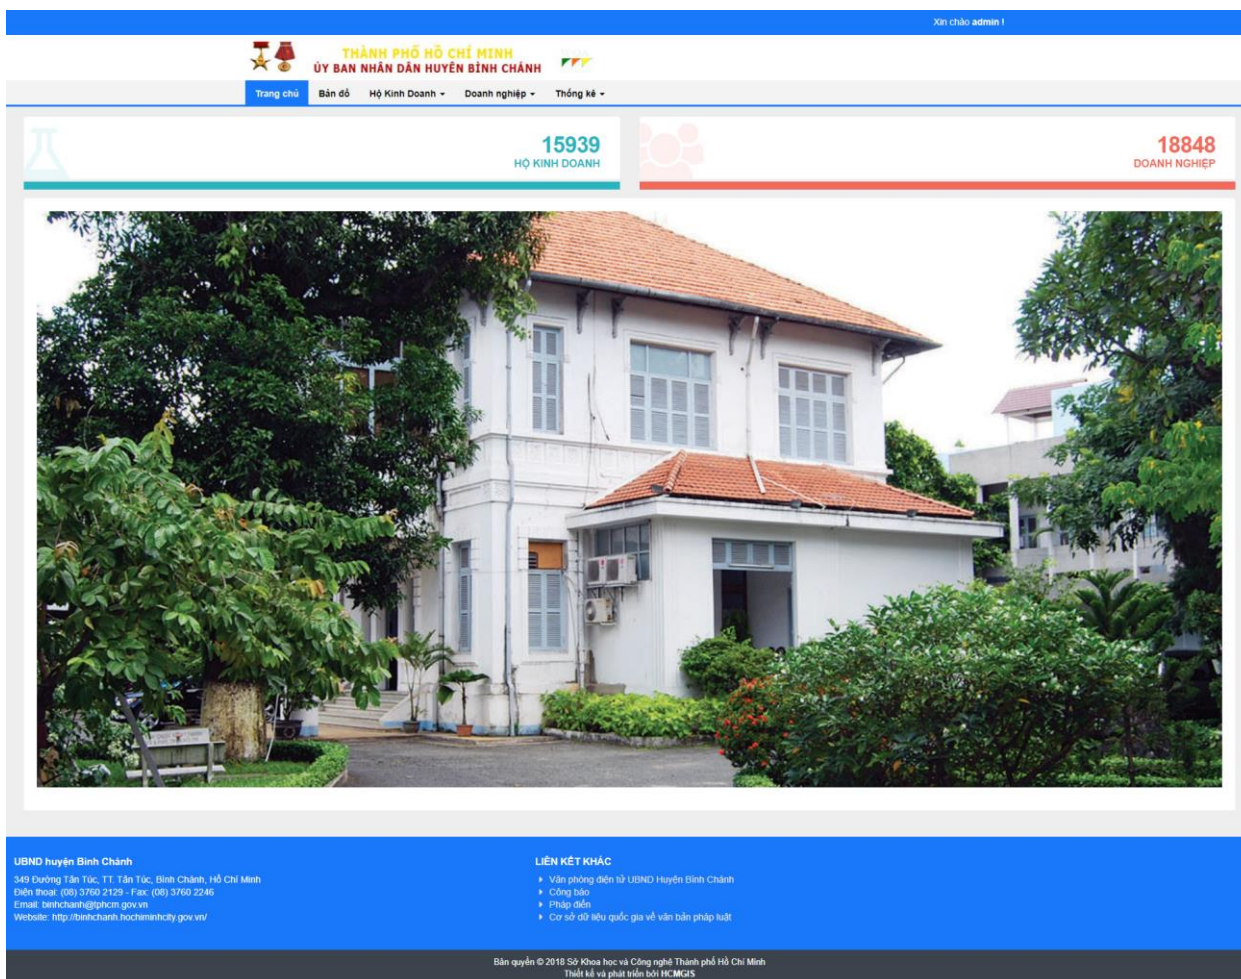 Xin chào admin !
THÀNH PHỐ HỒ CHÍ MINH
ỦY BAN NHÂN DÂN HUYỆN BÌNH CHÁNH
Trang chủ Bản đồ Hộ Kinh Doanh Doanh nghiệp Thống kê
15939
HỘ KINH DOANH
18848
DOANH NGHIỆP
UBND huyện Bình Chánh
349 Đường Tân Túc, TT. Tân Túc, Bình Chánh, Hồ Chí Minh
Điện thoại: (08) 3760 2129 - Fax: (08) 3760 2246
Email: binhchanh@tphcm.gov.vn
Website: http://binhchanh.hochiminhcity.gov.vn/
LIÊN KẾT KHÁC
Văn phòng điện tử UBND Huyện Bình Chánh
Công báo
Pháp điển
Cơ sở dữ liệu quốc gia về văn bản pháp luật
Bản quyền © 2018 Sở Khoa học và Công nghệ Thành phố Hồ Chí Minh
Thiết kế và phát triển bởi HCMGIS